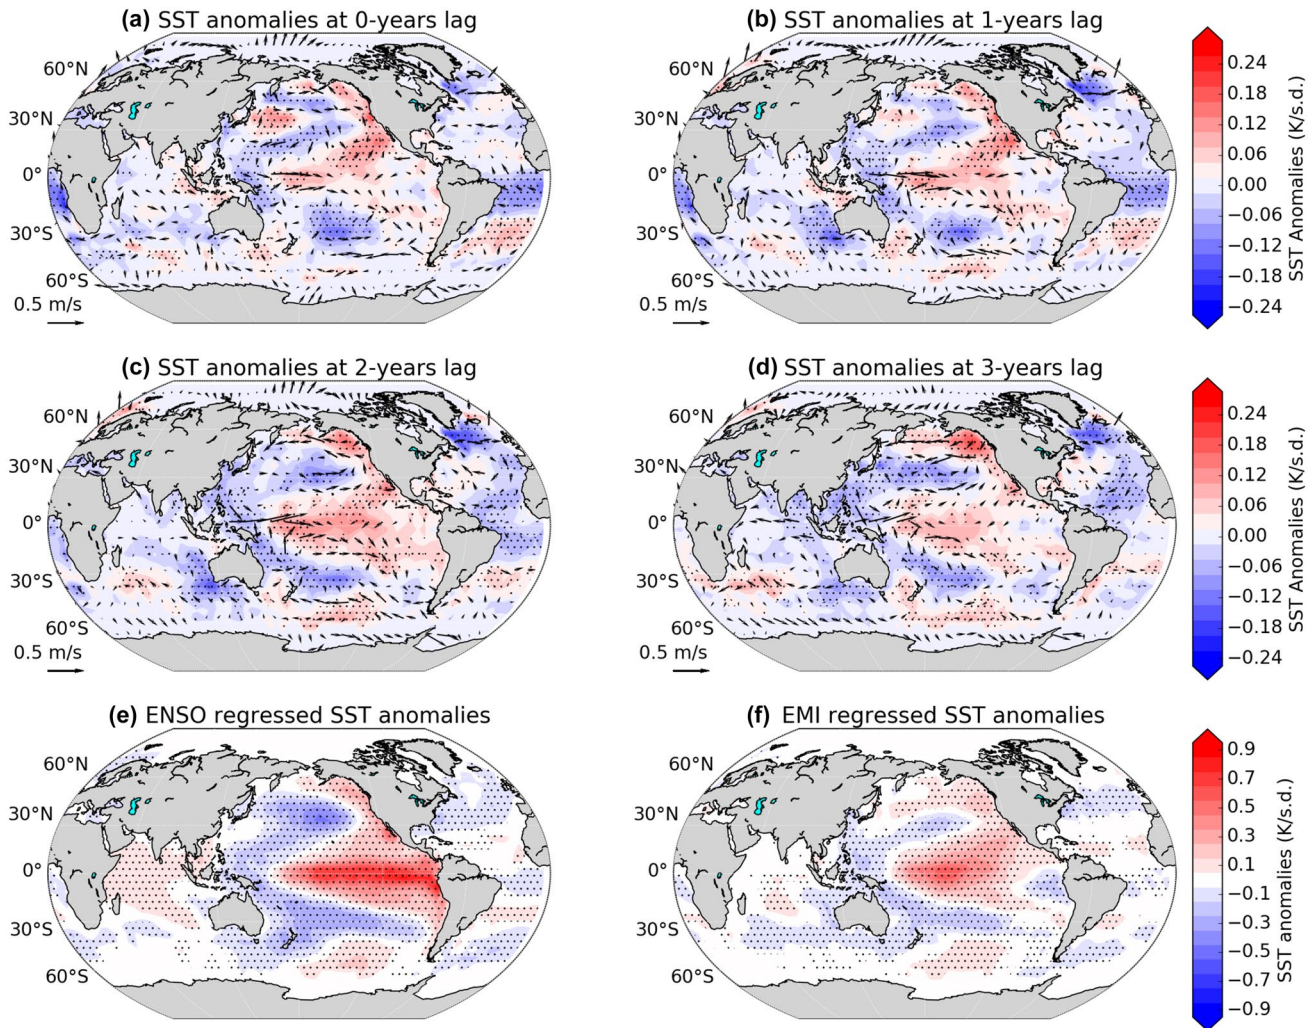 (a) SST anomalies at 0-years lag
60°N
30°N
0°
30°S
60°S
0.5 m/s
(b) SST anomalies at 1-years lag
60°N
30°N
0°
30°S
60°S
0.5 m/s
0.24
0.18
0.12
0.06
0.00
−0.06
−0.12
−0.18
−0.24
SST Anomalies (K/s.d.)
(c) SST anomalies at 2-years lag
60°N
30°N
0°
30°S
60°S
0.5 m/s
(d) SST anomalies at 3-years lag
60°N
30°N
0°
30°S
60°S
0.5 m/s
0.24
0.18
0.12
0.06
0.00
−0.06
−0.12
−0.18
−0.24
SST Anomalies (K/s.d.)
(e) ENSO regressed SST anomalies
60°N
30°N
0°
30°S
60°S
(f) EMI regressed SST anomalies
60°N
30°N
0°
30°S
60°S
0.9
0.7
0.5
0.3
0.1
−0.1
−0.3
−0.5
−0.7
−0.9
SST anomalies (K/s.d.)